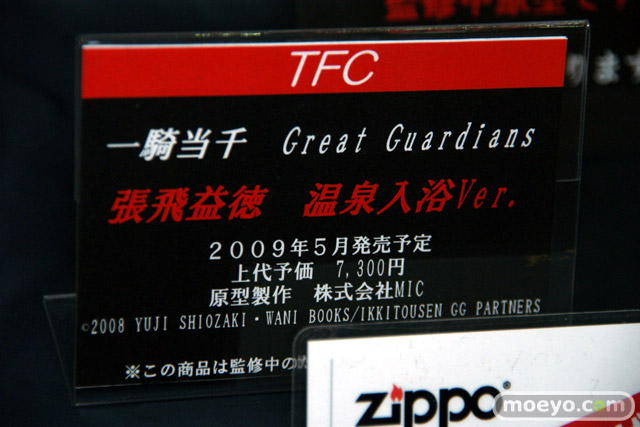 TFC
一騎当千　Great Guardians
張飛益徳　温泉入浴Ver.
2009年5月発売予定
上代予価　7,300円
原型製作　株式会社MIC
©2008 YUJI SHIOZAKI・WANI BOOKS/IKKITOUSEN GG PARTNERS
※この商品は監修中の
zippo
moeyo.com